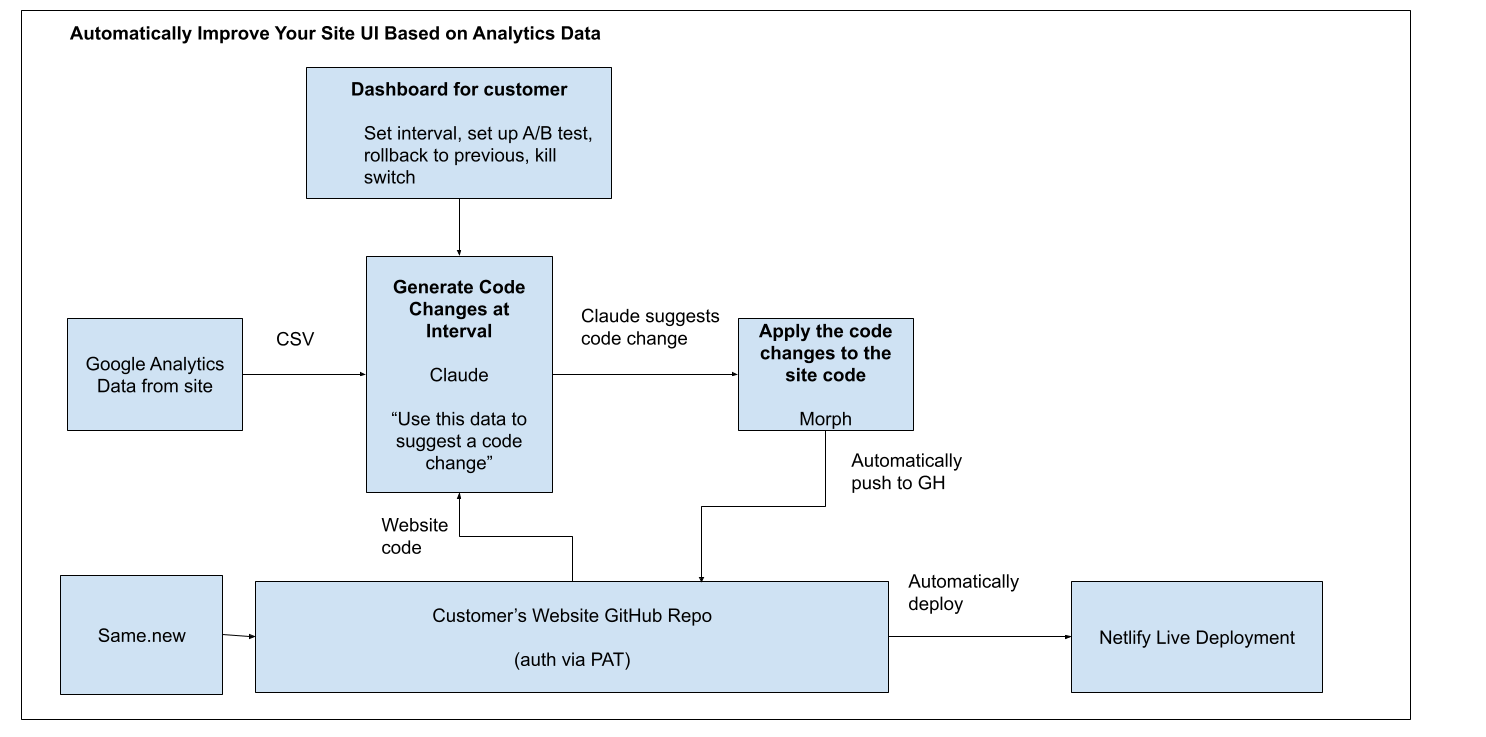 Automatically Improve Your Site UI Based on Analytics Data
Dashboard for customer
Set interval, set up A/B test,
rollback to previous, kill
switch
Generate Code
Changes at
Interval
Claude
“Use this data to
suggest a code
change”
Google Analytics
Data from site
CSV
Claude suggests
code change
Apply the code
changes to the
site code
Morph
Automatically
push to GH
Website
code
Same.new
Customer’s Website GitHub Repo
(auth via PAT)
Automatically
deploy
Netlify Live Deployment